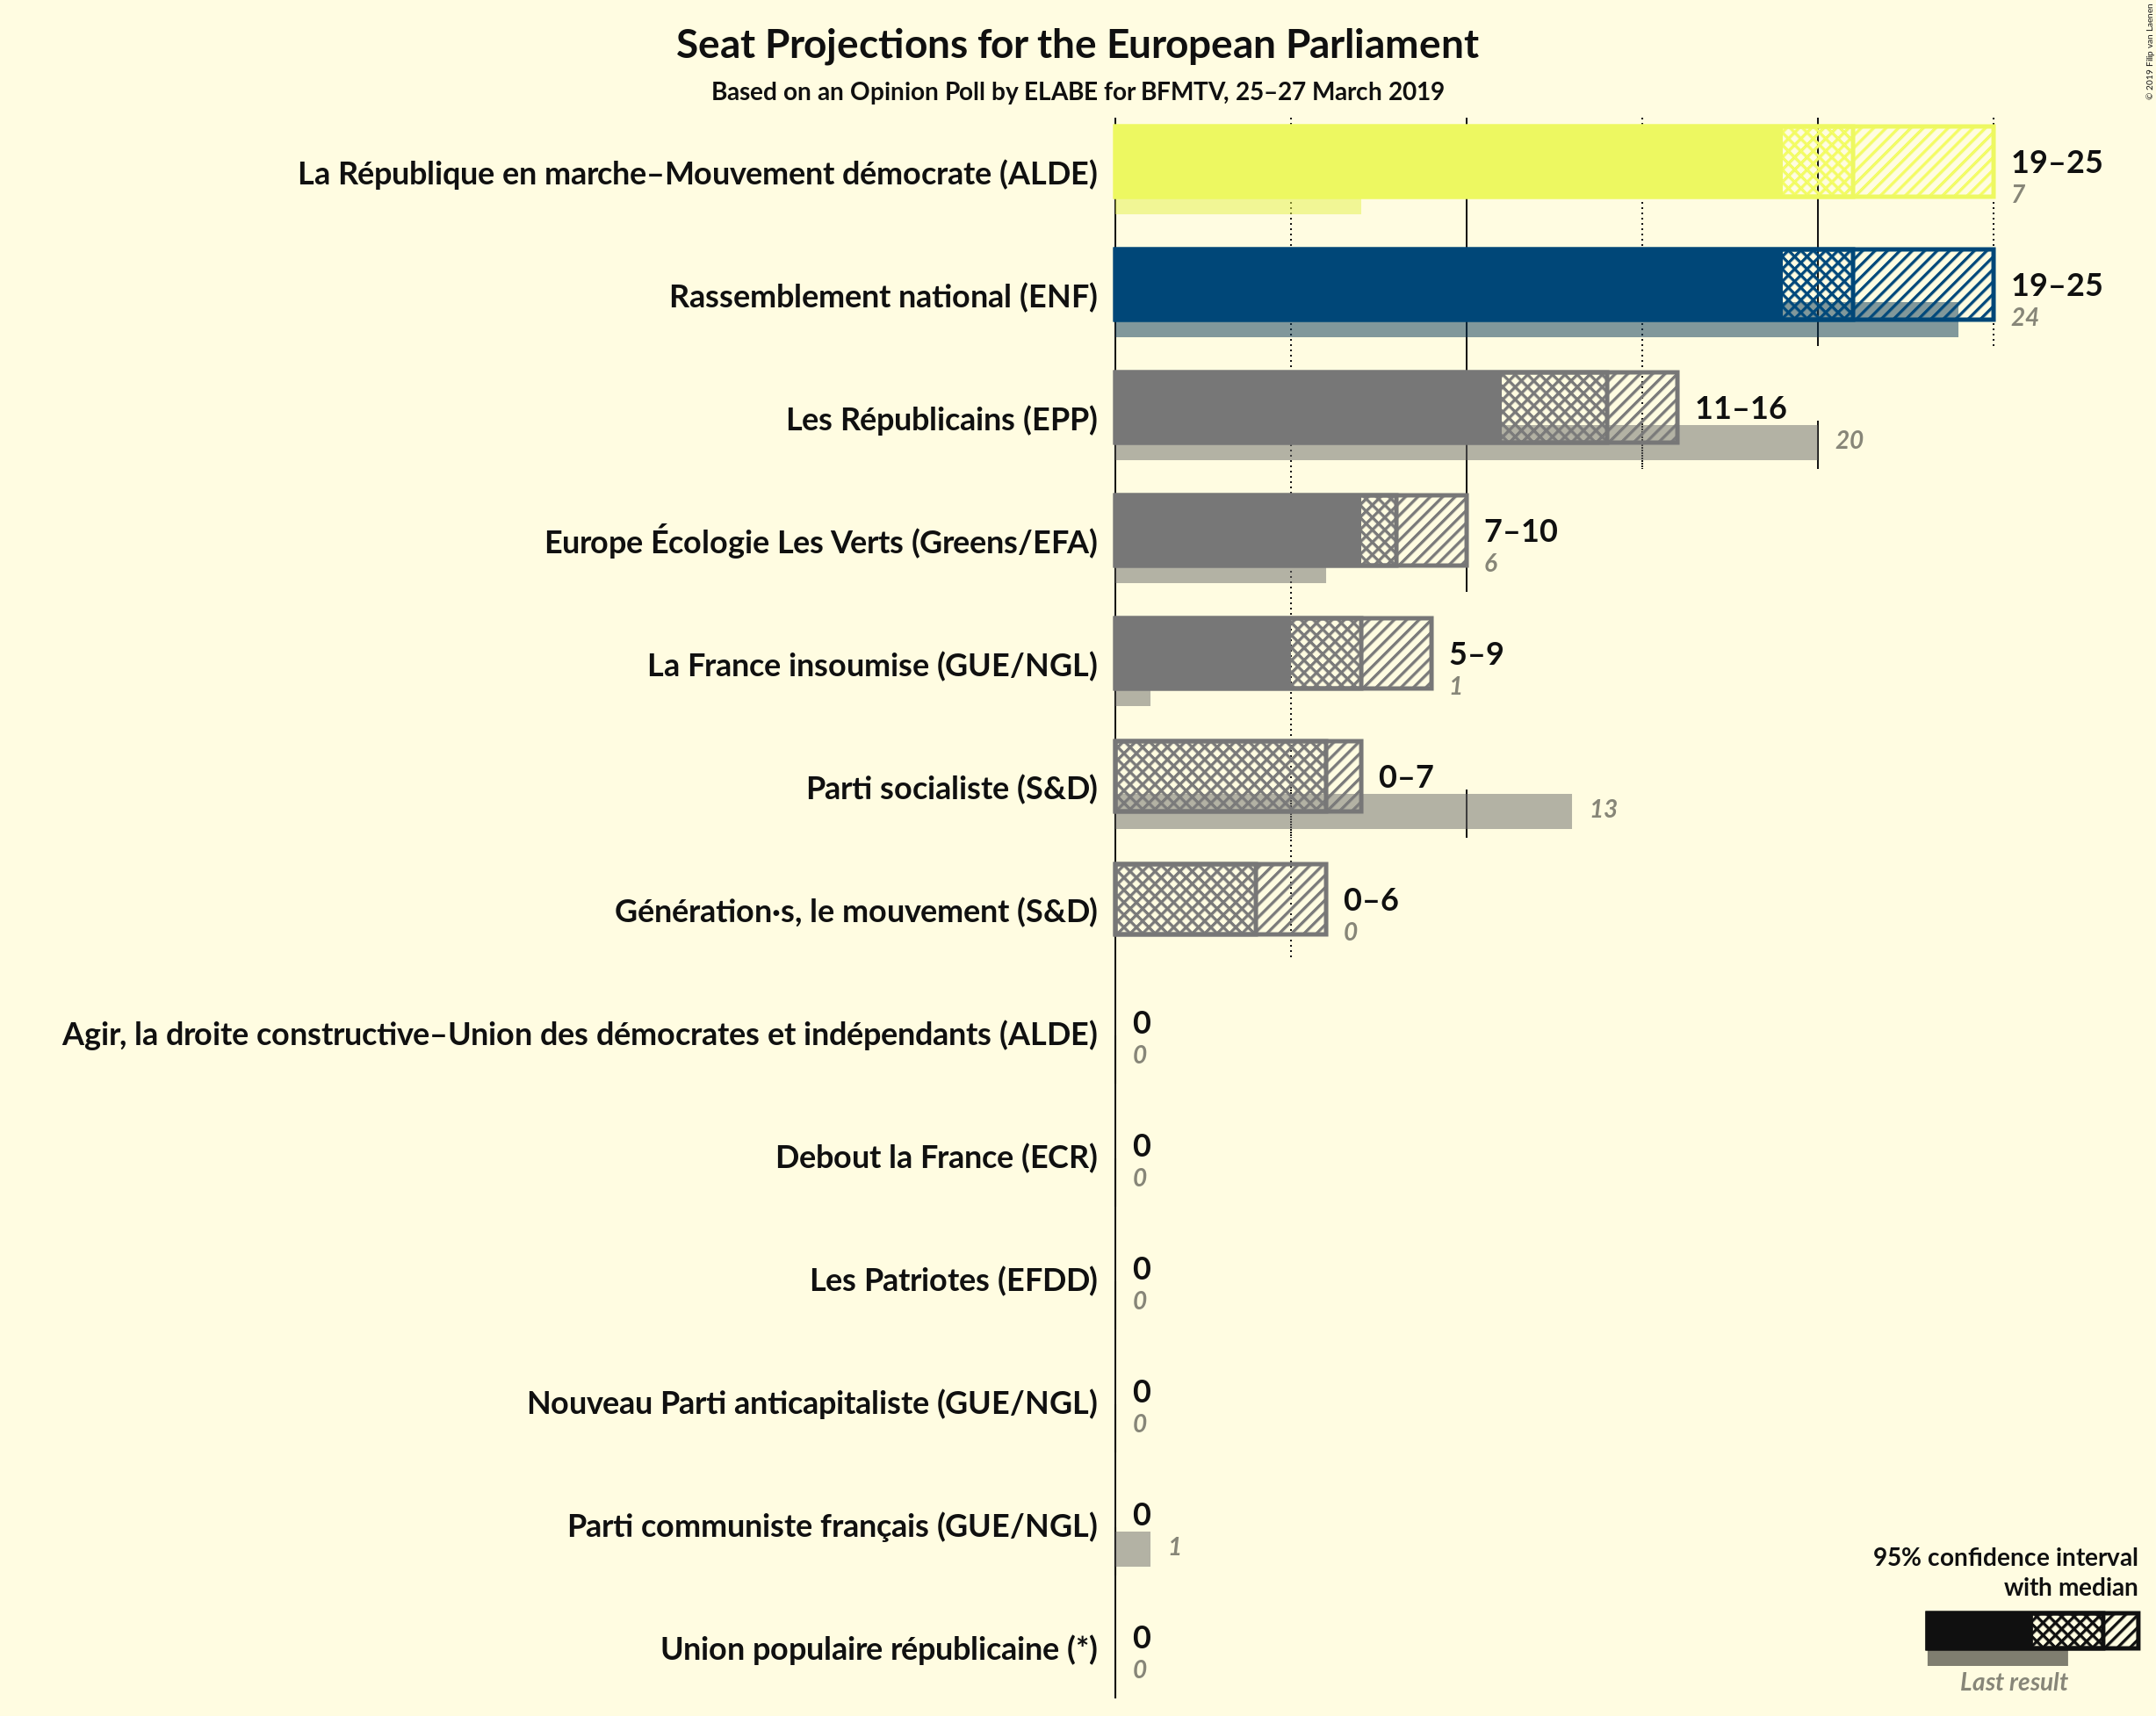 Seat Projections for the European Parliament
Based on an Opinion Poll by ELABE for BFMTV, 25–27 March 2019
© 2019 Filip van Laenen
La République en marche–Mouvement démocrate (ALDE)
19–25
7
Rassemblement national (ENF)
19–25
24
Les Républicains (EPP)
11–16
20
Europe Écologie Les Verts (Greens/EFA)
7–10
6
La France insoumise (GUE/NGL)
5–9
1
Parti socialiste (S&D)
0–7
13
Génération·s, le mouvement (S&D)
0–6
0
Agir, la droite constructive–Union des démocrates et indépendants (ALDE)
0
0
Debout la France (ECR)
0
0
Les Patriotes (EFDD)
0
0
Nouveau Parti anticapitaliste (GUE/NGL)
0
0
Parti communiste français (GUE/NGL)
0
1
Union populaire républicaine (*)
0
0
95% confidence interval
with median
Last result